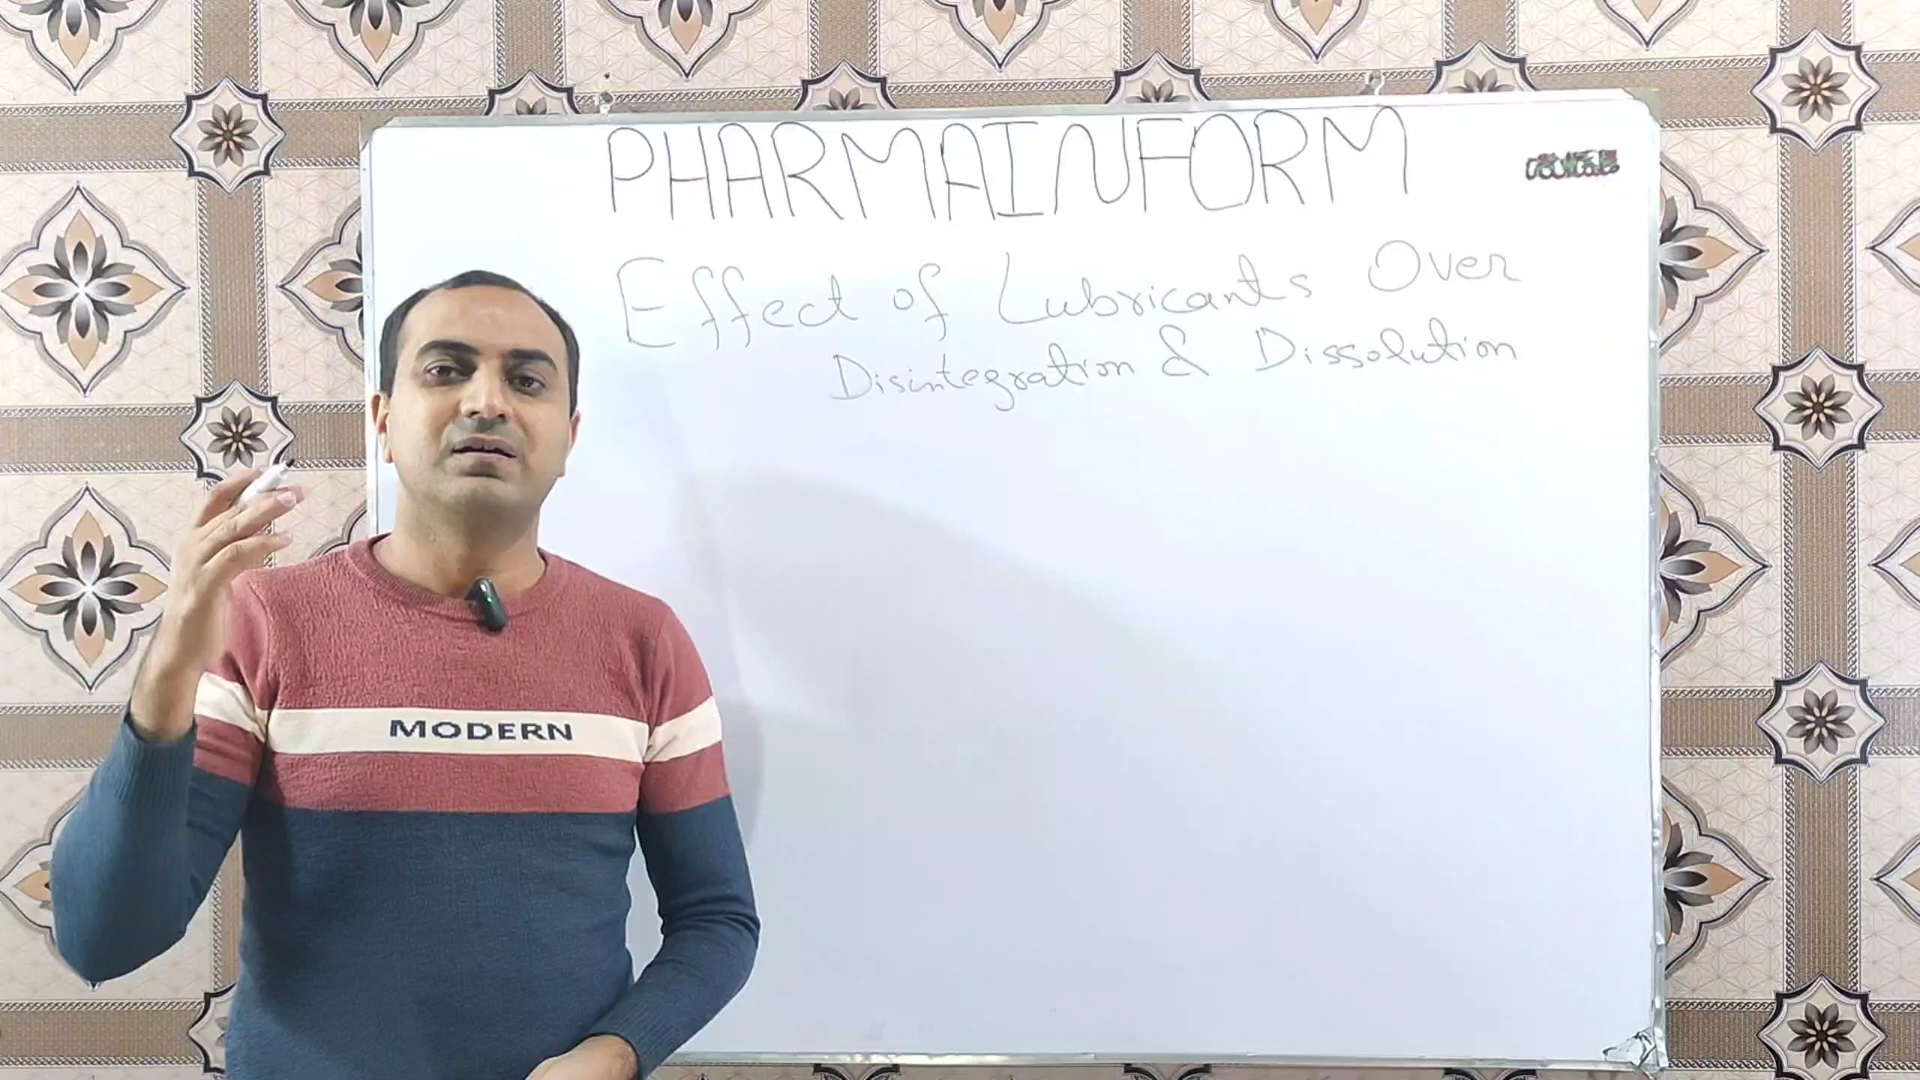 PHARMAINFORM
Effect of Lubricants Over
Disintegration & Dissolution
MODERN